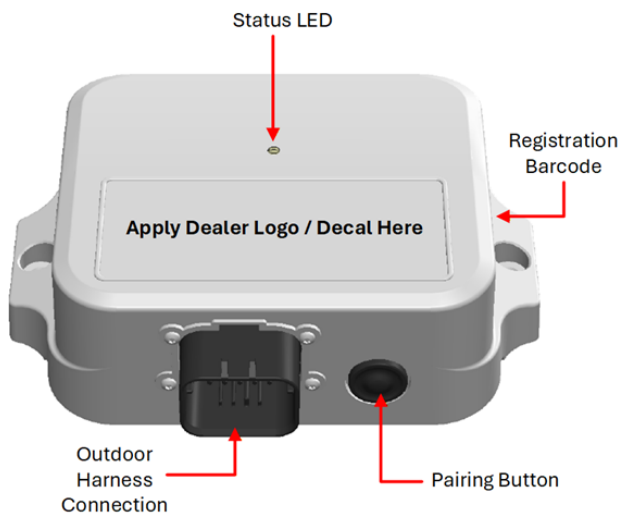 Status LED
Registration
Barcode
Apply Dealer Logo / Decal Here
Outdoor
Harness
Connection
Pairing Button